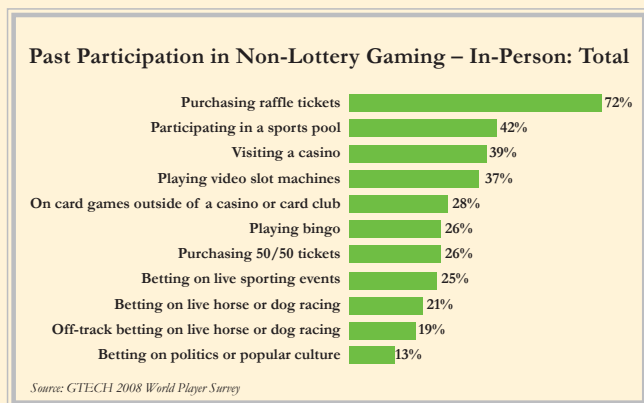 Past Participation in Non-Lottery Gaming – In-Person: Total
Purchasing raffle tickets 72%
Participating in a sports pool 42%
Visiting a casino 39%
Playing video slot machines 37%
On card games outside of a casino or card club 28%
Playing bingo 26%
Purchasing 50/50 tickets 26%
Betting on live sporting events 25%
Betting on live horse or dog racing 21%
Off-track betting on live horse or dog racing 19%
Betting on politics or popular culture 13%
Source: GTECH 2008 World Player Survey